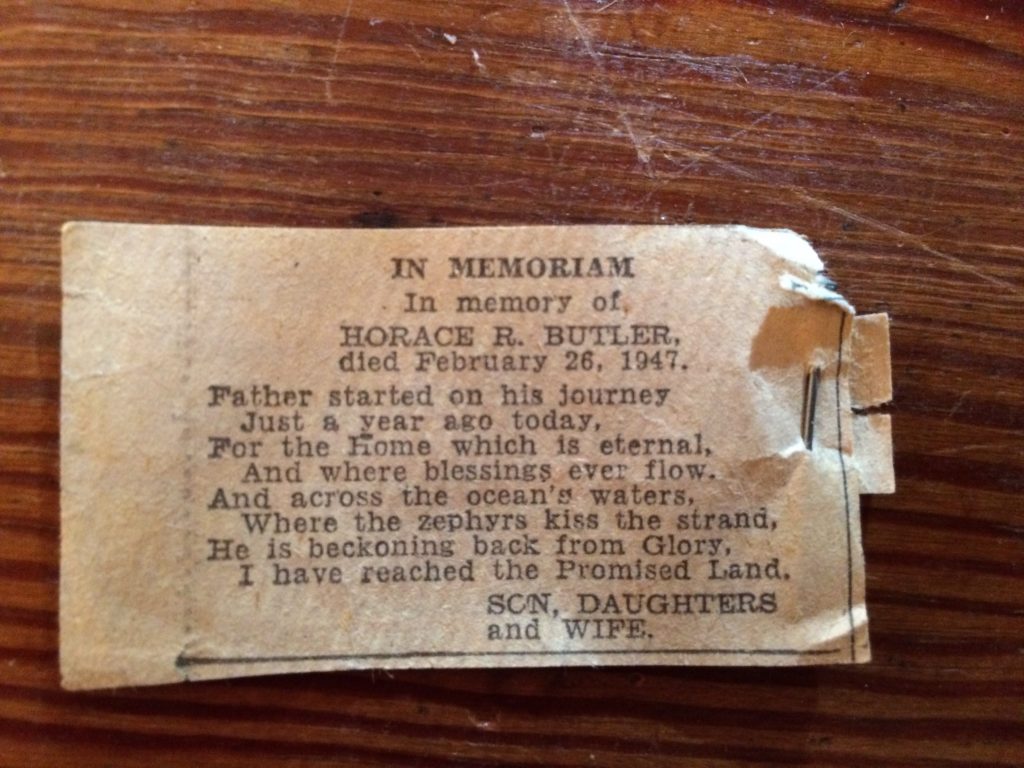 IN MEMORIAM
In memory of,
HORACE R. BUTLER,
died February 26, 1947.
Father started on his journey
Just a year ago today,
For the Home which is eternal,
And where blessings ever flow.
And across the ocean's waters,
Where the zephyrs kiss the strand,
He is beckoning back from Glory,
I have reached the Promised Land.
SON, DAUGHTERS
and WIFE.